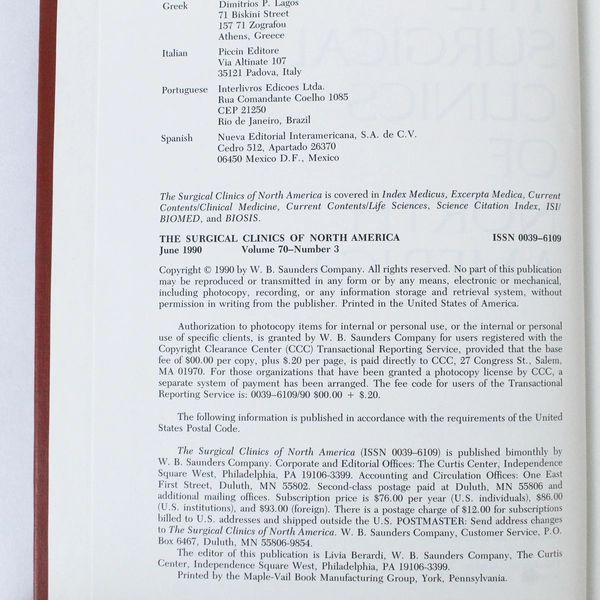 Greek Dimitrios P. Lagos
71 Biskini Street
157 71 Zografou
Athens, Greece
Italian Piccin Editore
Via Altinate 107
35121 Padova, Italy
Portuguese Interlivros Edicoes Ltda.
Rua Comandante Coelho 1085
CEP 21250
Rio de Janeiro, Brazil
Spanish Nueva Editorial Interamericana, S.A. de C.V.
Cedro 512, Apartado 26370
06450 Mexico D.F., Mexico
The Surgical Clinics of North America is covered in Index Medicus, Excerpta Medica, Current
Contents/Clinical Medicine, Current Contents/Life Sciences, Science Citation Index, ISI/
BIOMED, and BIOSIS.
THE SURGICAL CLINICS OF NORTH AMERICA ISSN 0039–6109
June 1990 Volume 70–Number 3
Copyright © 1990 by W. B. Saunders Company. All rights reserved. No part of this publication
may be reproduced or transmitted in any form or by any means, electronic or mechanical,
including photocopy, recording, or any information storage and retrieval system, without
permission in writing from the publisher. Printed in the United States of America.
Authorization to photocopy items for internal or personal use, or the internal or personal
use of specific clients, is granted by W. B. Saunders Company for users registered with the
Copyright Clearance Center (CCC) Transactional Reporting Service, provided that the base
fee of $00.00 per copy, plus $.20 per page, is paid directly to CCC, 27 Congress St., Salem,
MA 01970. For those organizations that have been granted a photocopy license by CCC, a
separate system of payment has been arranged. The fee code for users of the Transactional
Reporting Service is: 0039–6109/90 $00.00 + $.20.
The following information is published in accordance with the requirements of the United
States Postal Code.
The Surgical Clinics of North America (ISSN 0039–6109) is published bimonthly by
W. B. Saunders Company. Corporate and Editorial Offices: The Curtis Center, Independence
Square West, Philadelphia, PA 19106-3399. Accounting and Circulation Offices: One East
First Street, Duluth, MN 55802. Second-class postage paid at Duluth, MN 55806 and
additional mailing offices. Subscription price is $76.00 per year (U.S. individuals), $86.00
(U.S. institutions), and $93.00 (foreign). There is a postage charge of $12.00 for subscriptions
billed to U.S. addresses and shipped outside the U.S. POSTMASTER: Send address changes
to The Surgical Clinics of North America. W. B. Saunders Company, Customer Service, P.O.
Box 6467, Duluth, MN 55806-9854.
The editor of this publication is Livia Berardi, W. B. Saunders Company, The Curtis
Center, Independence Square West, Philadelphia, PA 19106-3399.
Printed by the Maple-Vail Book Manufacturing Group, York, Pennsylvania.